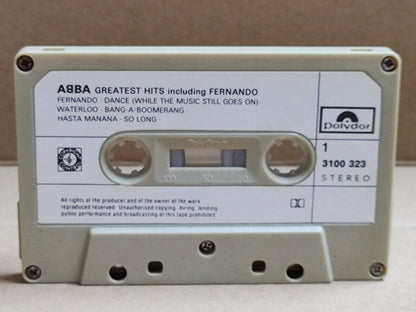 ABBA GREATEST HITS including FERNANDO
FERNANDO · DANCE (WHILE THE MUSIC STILL GOES ON) ·
WATERLOO · BANG-A-BOOMERANG ·
HASTA MANANA · SO LONG ·
polydor
1
3100 323
STEREO
PolyGram
100 50 0
All rights of the producer and of the owner of the work
reproduced reserved. Unauthorised copying, hiring, lending,
public performance and broadcasting of this tape prohibited